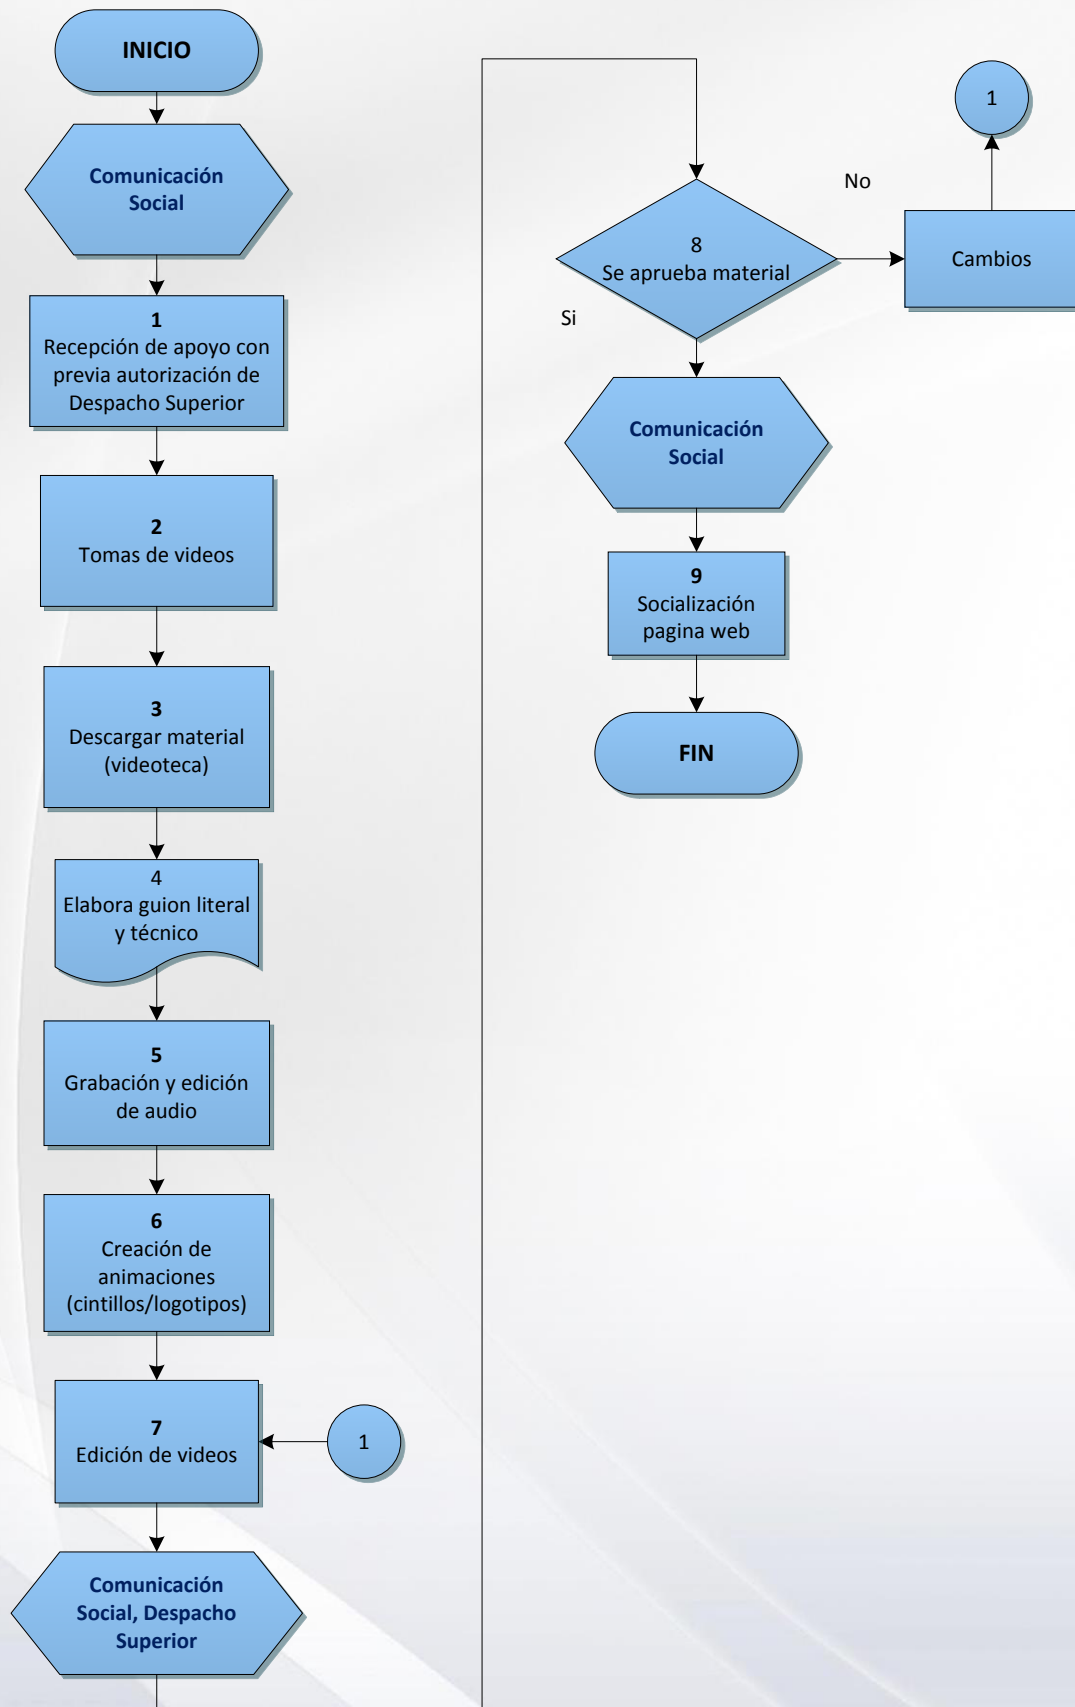 INICIO
Comunicación
Social
1
Recepción de apoyo con
previa autorización de
Despacho Superior
2
Tomas de videos
3
Descargar material
(videoteca)
4
Elabora guion literal
y técnico
5
Grabación y edición
de audio
6
Creación de
animaciones
(cintillos/logotipos)
7
Edición de videos
1
Comunicación
Social, Despacho
Superior
8
Se aprueba material
No
Cambios
1
Si
Comunicación
Social
9
Socialización
pagina web
FIN